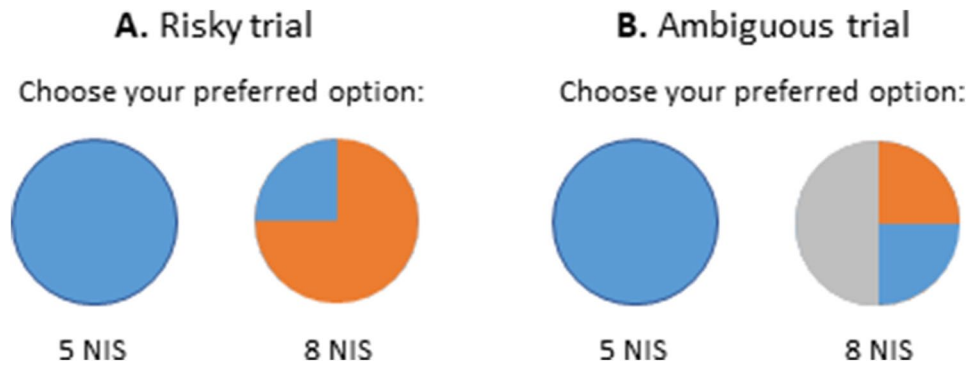 A. Risky trial
Choose your preferred option:
5 NIS
8 NIS
B. Ambiguous trial
Choose your preferred option:
5 NIS
8 NIS